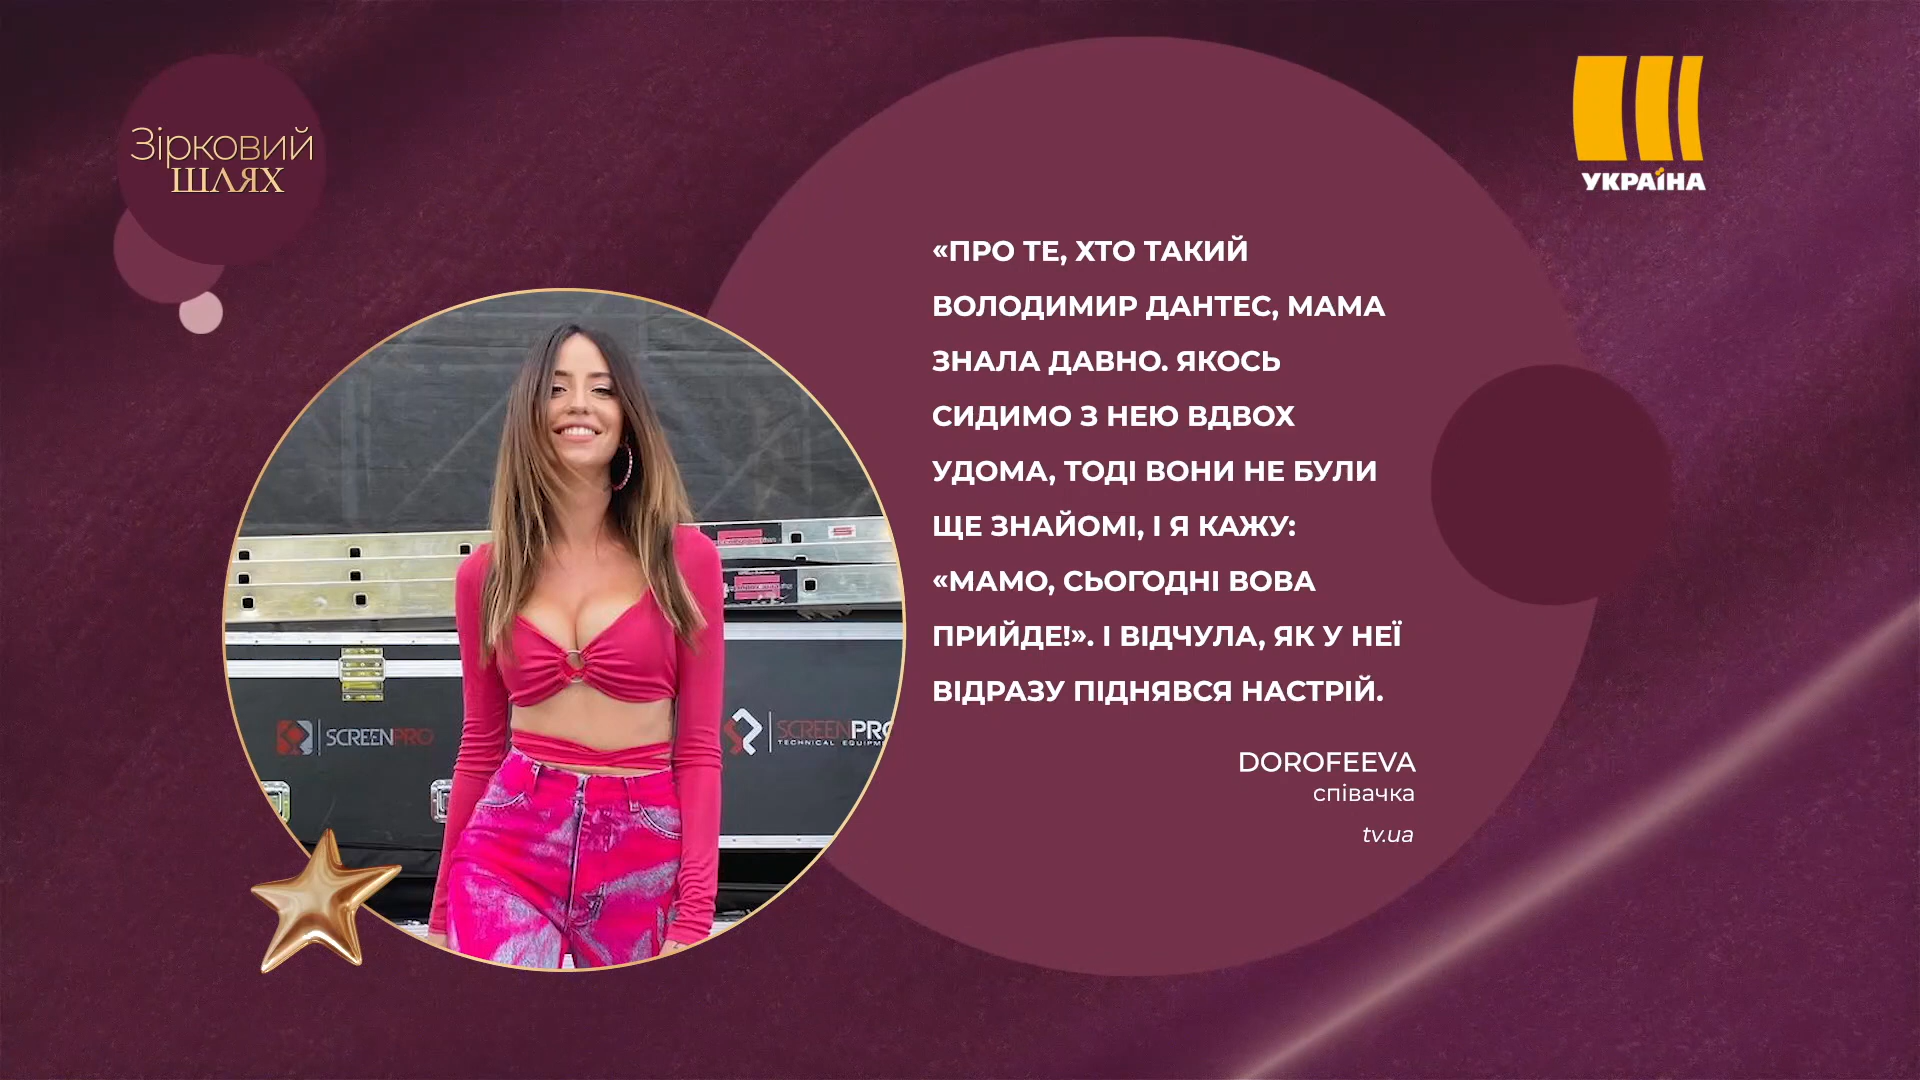 Зірковий
ШЛЯХ
УКРАЇНА
«ПРО ТЕ, ХТО ТАКИЙ
ВОЛОДИМИР ДАНТЕС, МАМА
ЗНАЛА ДАВНО. ЯКОСЬ
СИДИМО З НЕЮ ВДВОХ
УДОМА, ТОДІ ВОНИ НЕ БУЛИ
ЩЕ ЗНАЙОМІ, І Я КАЖУ:
«МАМО, СЬОГОДНІ ВОВА
ПРИЙДЕ!». І ВІДЧУЛА, ЯК У НЕЇ
ВІДРАЗУ ПІДНЯВСЯ НАСТРІЙ.
DOROFEEVA
співачка
tv.ua
SCREENPRO
SCREENPRO
TECHNICAL EQUIPM